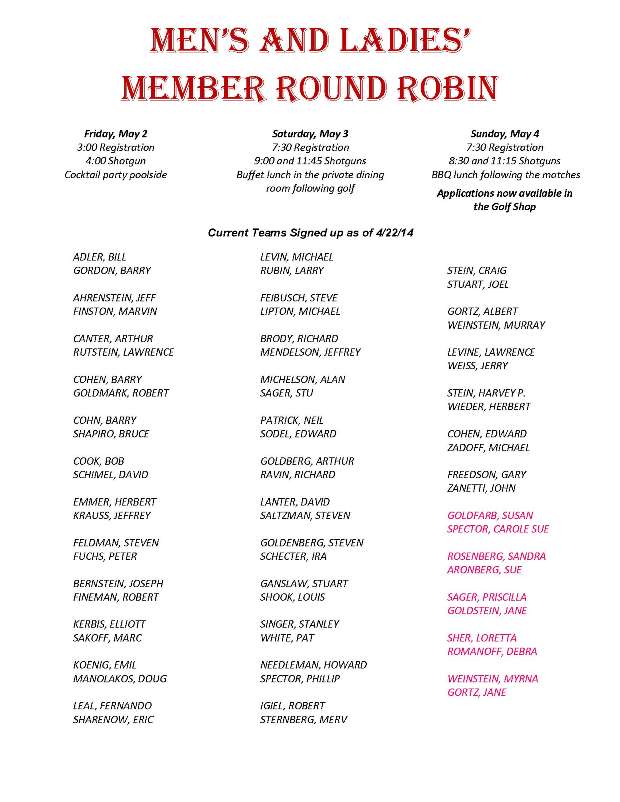 MEN'S AND LADIES'
MEMBER ROUND ROBIN
Friday, May 2
3:00 Registration
4:00 Shotgun
Cocktail party poolside
Saturday, May 3
7:30 Registration
9:00 and 11:45 Shotguns
Buffet lunch in the private dining
room following golf
Sunday, May 4
7:30 Registration
8:30 and 11:15 Shotguns
BBQ lunch following the matches
Applications now available in
the Golf Shop
Current Teams Signed up as of 4/22/14
ADLER, BILL
GORDON, BARRY
AHRENSTEIN, JEFF
FINSTON, MARVIN
CANTER, ARTHUR
RUTSTEIN, LAWRENCE
COHEN, BARRY
GOLDMARK, ROBERT
COHN, BARRY
SHAPIRO, BRUCE
COOK, BOB
SCHIMEL, DAVID
EMMER, HERBERT
KRAUSS, JEFFREY
FELDMAN, STEVEN
FUCHS, PETER
BERNSTEIN, JOSEPH
FINEMAN, ROBERT
KERBIS, ELLIOTT
SAKOFF, MARC
KOENIG, EMIL
MANOLAKOS, DOUG
LEAL, FERNANDO
SHARENOW, ERIC
LEVIN, MICHAEL
RUBIN, LARRY
FEIBUSCH, STEVE
LIPTON, MICHAEL
BRODY, RICHARD
MENDELSON, JEFFREY
MICHELSON, ALAN
SAGER, STU
PATRICK, NEIL
SODEL, EDWARD
GOLDBERG, ARTHUR
RAVIN, RICHARD
LANTER, DAVID
SALTZMAN, STEVEN
GOLDENBERG, STEVEN
SCHECTER, IRA
GANSLAW, STUART
SHOOK, LOUIS
SINGER, STANLEY
WHITE, PAT
NEEDLEMAN, HOWARD
SPECTOR, PHILLIP
IGIEL, ROBERT
STERNBERG, MERV
STEIN, CRAIG
STUART, JOEL
GORTZ, ALBERT
WEINSTEIN, MURRAY
LEVINE, LAWRENCE
WEISS, JERRY
STEIN, HARVEY P.
WIEDER, HERBERT
COHEN, EDWARD
ZADOFF, MICHAEL
FREEDSON, GARY
ZANETTI, JOHN
GOLDFARB, SUSAN
SPECTOR, CAROLE SUE
ROSENBERG, SANDRA
ARONBERG, SUE
SAGER, PRISCILLA
GOLDSTEIN, JANE
SHER, LORETTA
ROMANOFF, DEBRA
WEINSTEIN, MYRNA
GORTZ, JANE